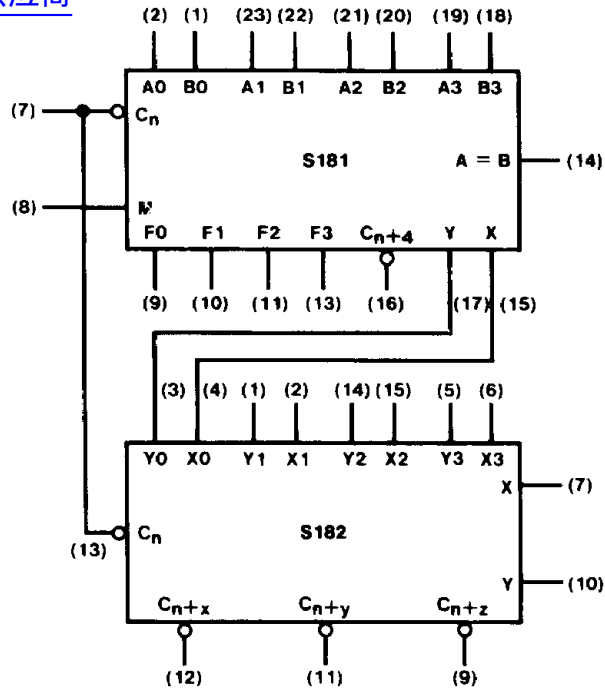 应商
(2) (1) (23) (22) (21) (20) (19) (18)
A0 B0 A1 B1 A2 B2 A3 B3
(7) Cn
S181 A = B (14)
(8) M
F0 F1 F2 F3 Cn+4 Y X
(9) (10) (11) (13) (16) (17) (15)
(3) (4) (1) (2) (14) (15) (5) (6)
Y0 X0 Y1 X1 Y2 X2 Y3 X3
X (7)
Cn S182
(13)
Y (10)
Cn+x Cn+y Cn+z
(12) (11) (9)